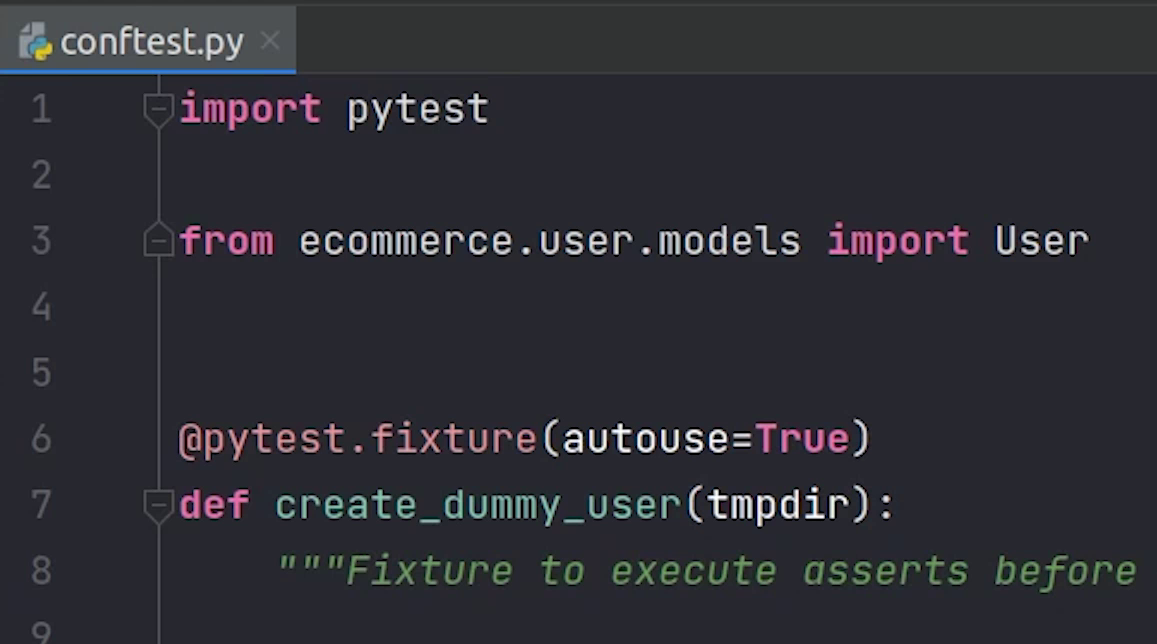 conftest.py
1 import pytest
2
3 from ecommerce.user.models import User
4
5
6 @pytest.fixture(autouse=True)
7 def create_dummy_user(tmpdir):
8     """Fixture to execute asserts before
9